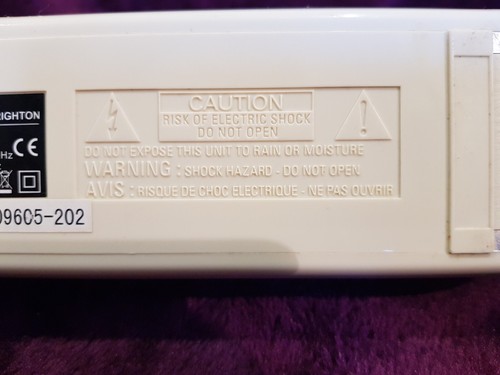 RIGHTON
Hz CE
09605-202
CAUTION
RISK OF ELECTRIC SHOCK
DO NOT OPEN
DO NOT EXPOSE THIS UNIT TO RAIN OR MOISTURE
WARNING : SHOCK HAZARD - DO NOT OPEN
AVIS : RISQUE DE CHOC ELECTRIQUE - NE PAS OUVRIR